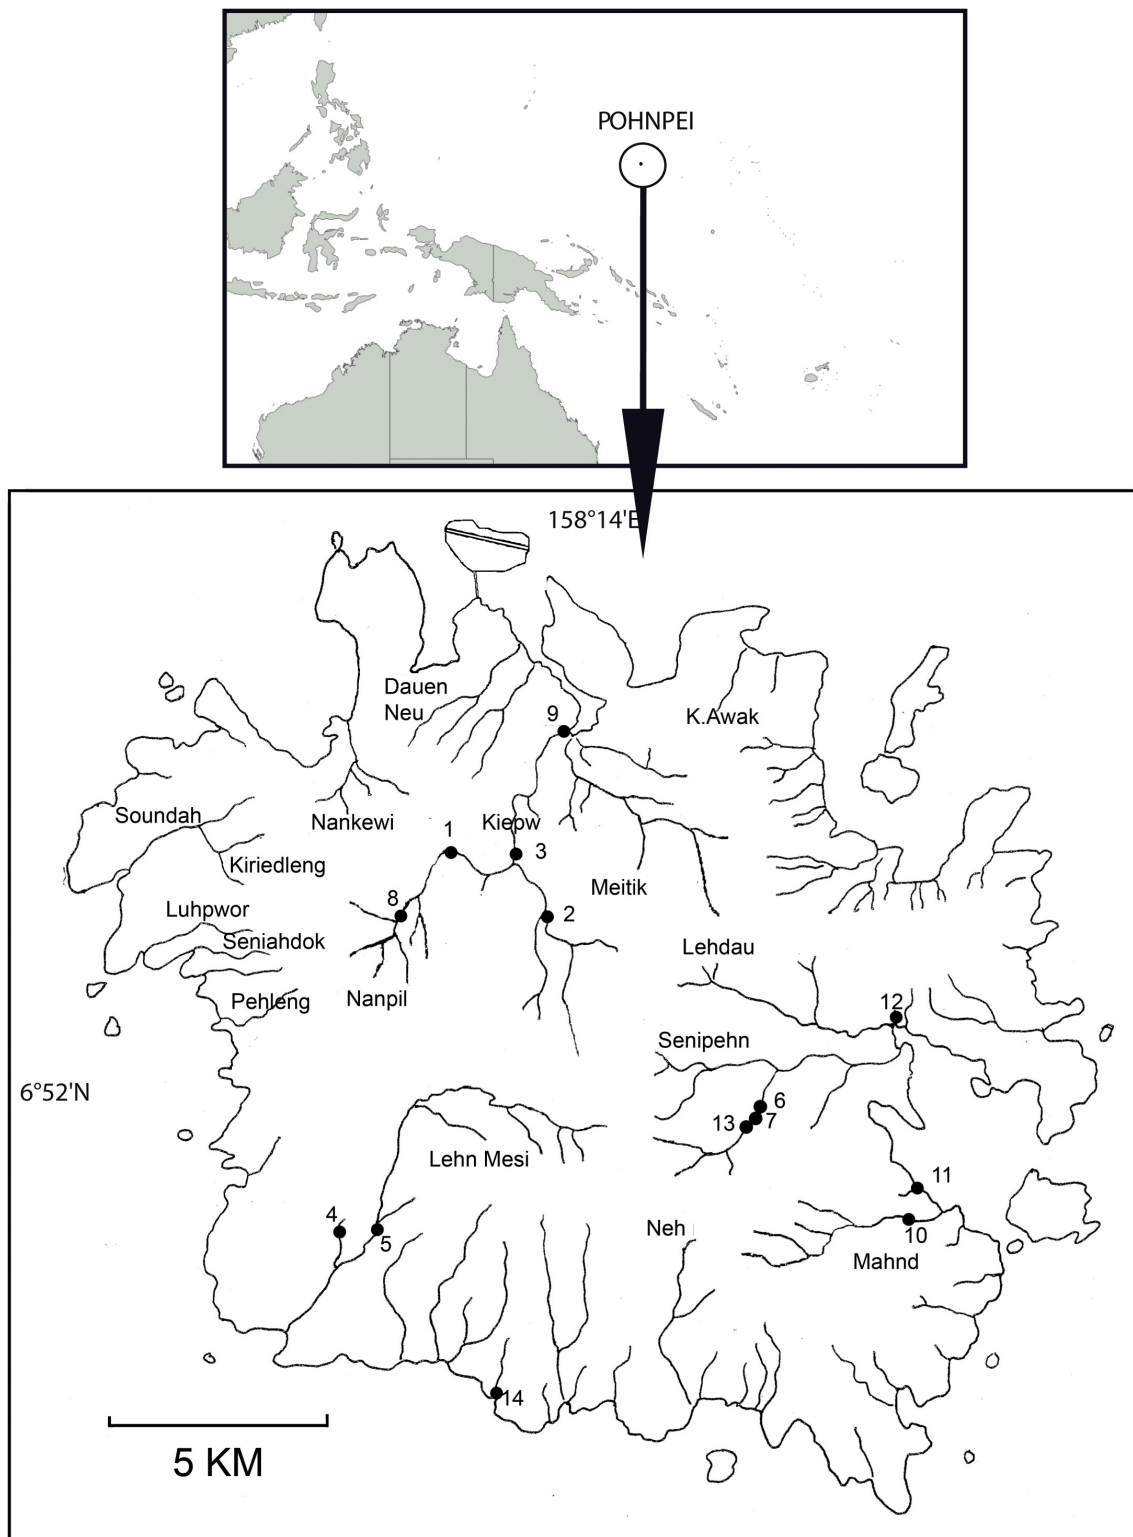 POHNPEI
158°14'E
Dauen
Neu
9
K.Awak
Soundah
Nankewi
1
Kiepw
3
Kiriedleng
Meitik
8
2
Luhpwor
Seniahdok
Lehdau
Pehleng
Nanpil
12
Senipehn
6°52'N
6
7
13
Lehn Mesi
11
4
5
Neh
10
Mahnd
14
5 KM